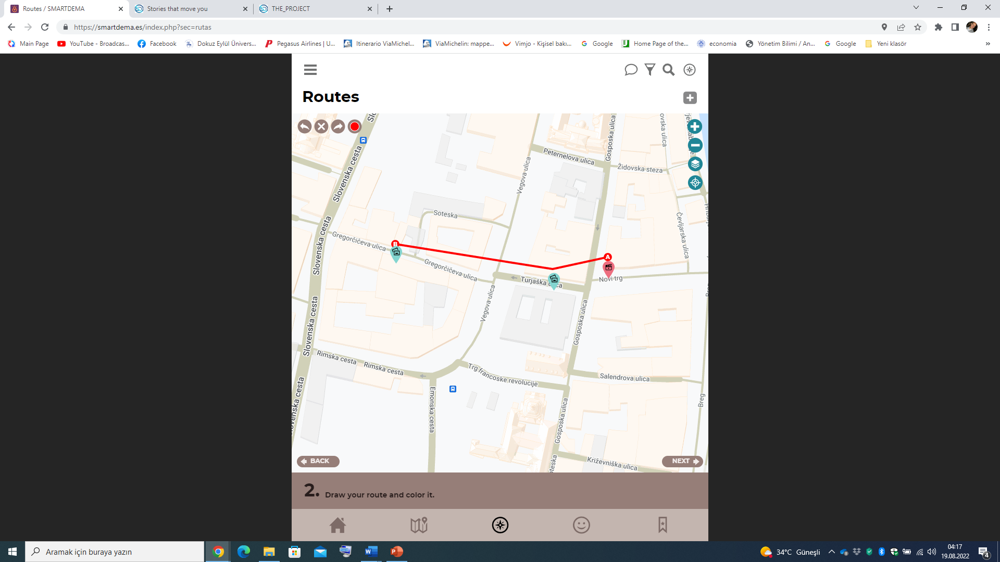 Routes / SMARTDEMA
Stories that move you
THE_PROJECT
https://smartdema.es/index.php?sec=rutas
Main Page
YouTube - Broadcas...
Facebook
Dokuz EylülÜnivers...
Pegasus Airlines | U...
Itinerario ViaMichel...
ViaMichelin: mappe...
Vimjo - Kişisel bakı...
Google
Home Page of the...
economia
Yönetim Bilimi / An...
Google
Yeni klasör
»
Routes
Gosposka ulica
Peternelova ulica
Židovska steza
Slovenska cesta
Vegova ulica
Soteska
Čevljarska ulica
Slovenska cesta
Gregorčičeva ulica
B
A
Gregorčičeva ulica
Turjaška
Novi trg
Vegova ulica
Gosposka ulica
Slovenska cesta
Rimska cesta
Rimska cesta
Trg francoske revolucije
Salendrova ulica
Emonska cesta
Gosposka ulica
Breg
Križevniška ulica
BACK
NEXT
2. Draw your route and color it.
Aramak için buraya yazın
34°C Güneşli
04:17
19.08.2022
4